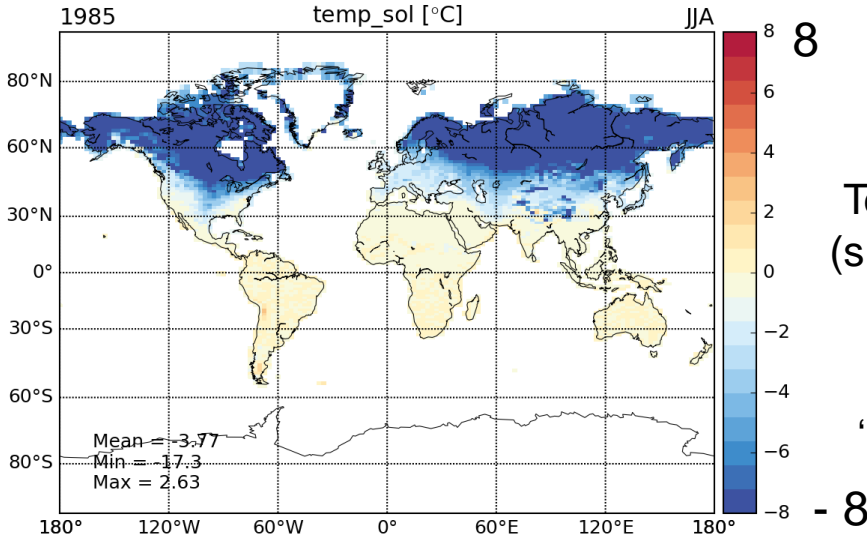 1985 temp_sol [°C] JJA
80°N
60°N
30°N
0°
30°S
60°S
80°S
Mean = -3.77
Min = -17.3
Max = 2.63
180° 120°W 60°W 0° 60°E 120°E 180°
8
6
4
2
0
−2
−4
−6
−8
8
(s
- 8